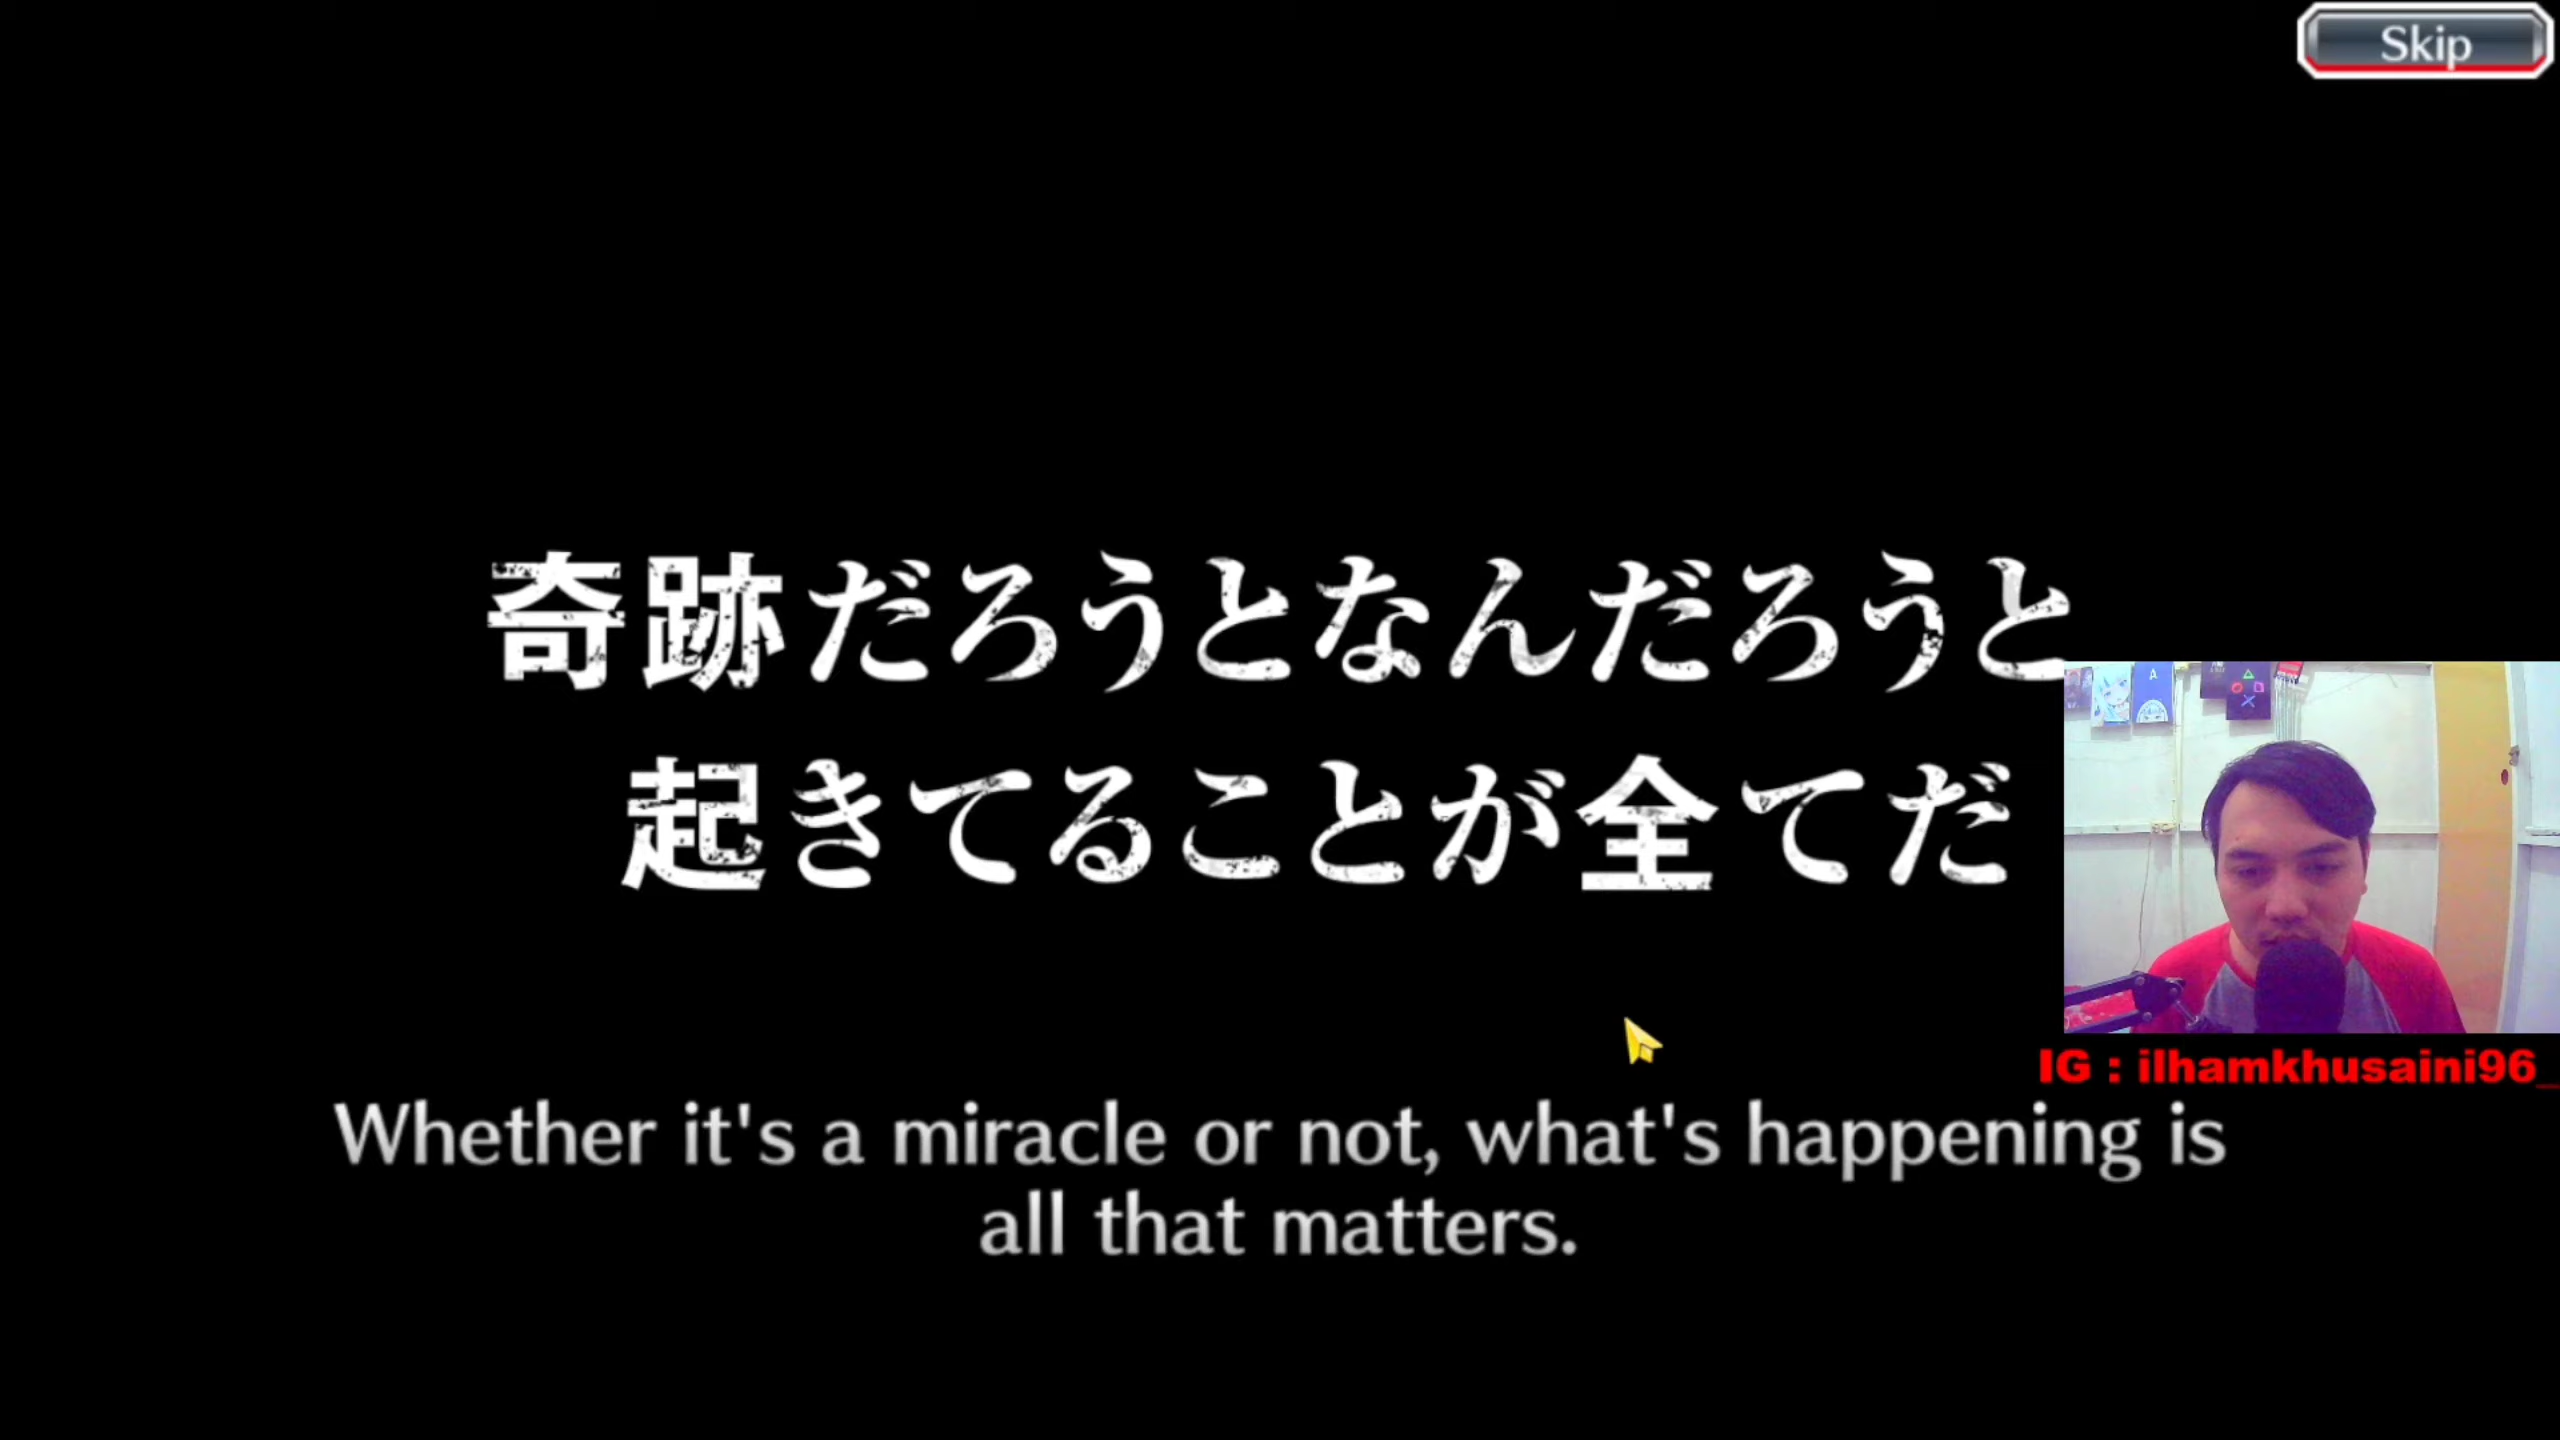 Skip
奇跡だろうとなんだろうと
起きてることが全てだ
IG : ilhamkhusaini96_
Whether it's a miracle or not, what's happening is
all that matters.